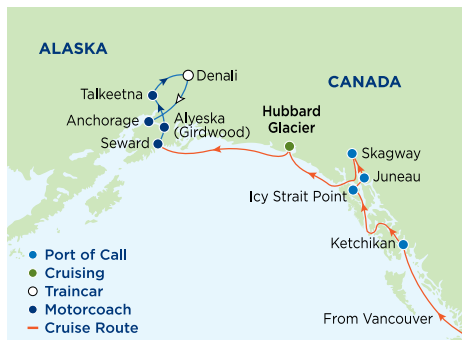 ALASKA
Denali
CANADA
Talkeetna
Anchorage
Alyeska
(Girdwood)
Seward
Hubbard
Glacier
Skagway
Juneau
Icy Strait Point
Ketchikan
From Vancouver
Port of Call
Cruising
Traincar
Motorcoach
Cruise Route